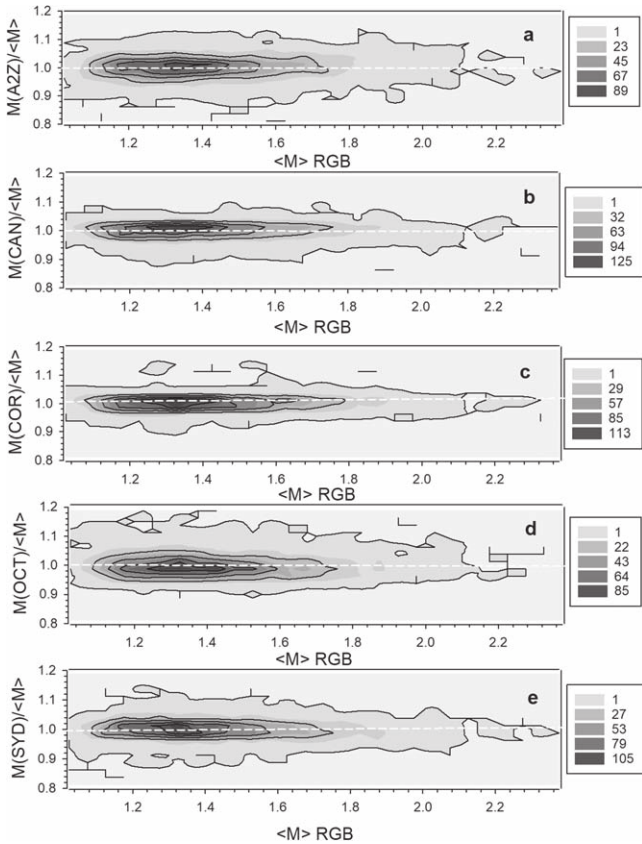 a
M(A2Z)/<M>
1.2
1.1
1.0
0.9
0.8
1.2 1.4 1.6 1.8 2.0 2.2
<M> RGB
1
23
45
67
89
b
M(CAN)/<M>
1.2
1.1
1.0
0.9
0.8
1.2 1.4 1.6 1.8 2.0 2.2
<M> RGB
1
32
63
94
125
c
M(COR)/<M>
1.2
1.1
1.0
0.9
0.8
1.2 1.4 1.6 1.8 2.0 2.2
<M> RGB
1
29
57
85
113
d
M(OCT)/<M>
1.2
1.1
1.0
0.9
0.8
1.2 1.4 1.6 1.8 2.0 2.2
<M> RGB
1
22
43
64
85
e
M(SYD)/<M>
1.2
1.1
1.0
0.9
0.8
1.2 1.4 1.6 1.8 2.0 2.2
<M> RGB
1
27
53
79
105